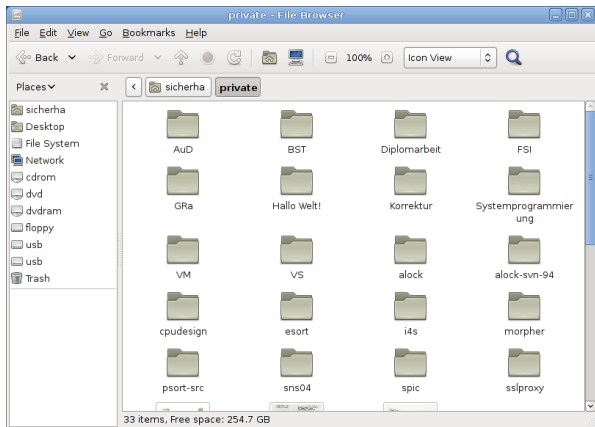 private - File Browser
File Edit View Go Bookmarks Help
Back Forward 100% Icon View
Places sicherha private
sicherha
Desktop
File System
Network
cdrom
dvd
dvdram
floppy
usb
usb
Trash
AuD BST Diplomarbeit FSI
GRa Hallo Welt! Korrektur Systemprogrammier
ung
VM VS alock alock-svn-94
cpudesign esort i4s morpher
psort-src sns04 spic sslproxy
33 items, Free space: 254.7 GB